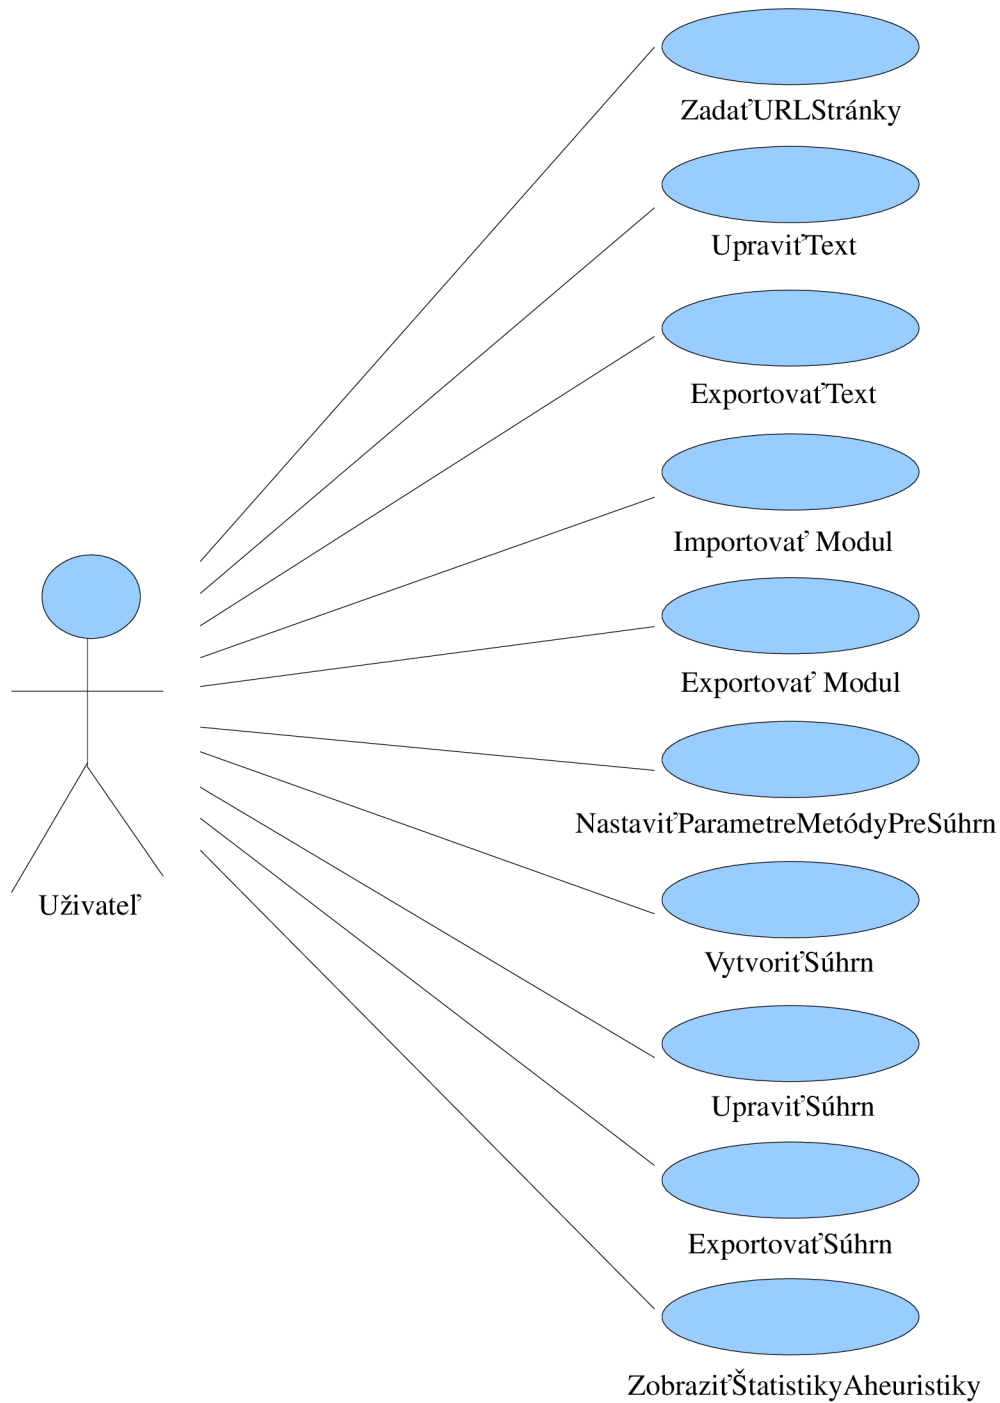 ZadaťURLStránky
UpraviťText
ExportovaťText
Importovať Modul
Exportovať Modul
NastaviťParametreMetódyPreSúhrn
Uživateľ
VytvoriťSúhrn
UpraviťSúhrn
ExportovaťSúhrn
ZobraziťŠtatistikyAheuristiky